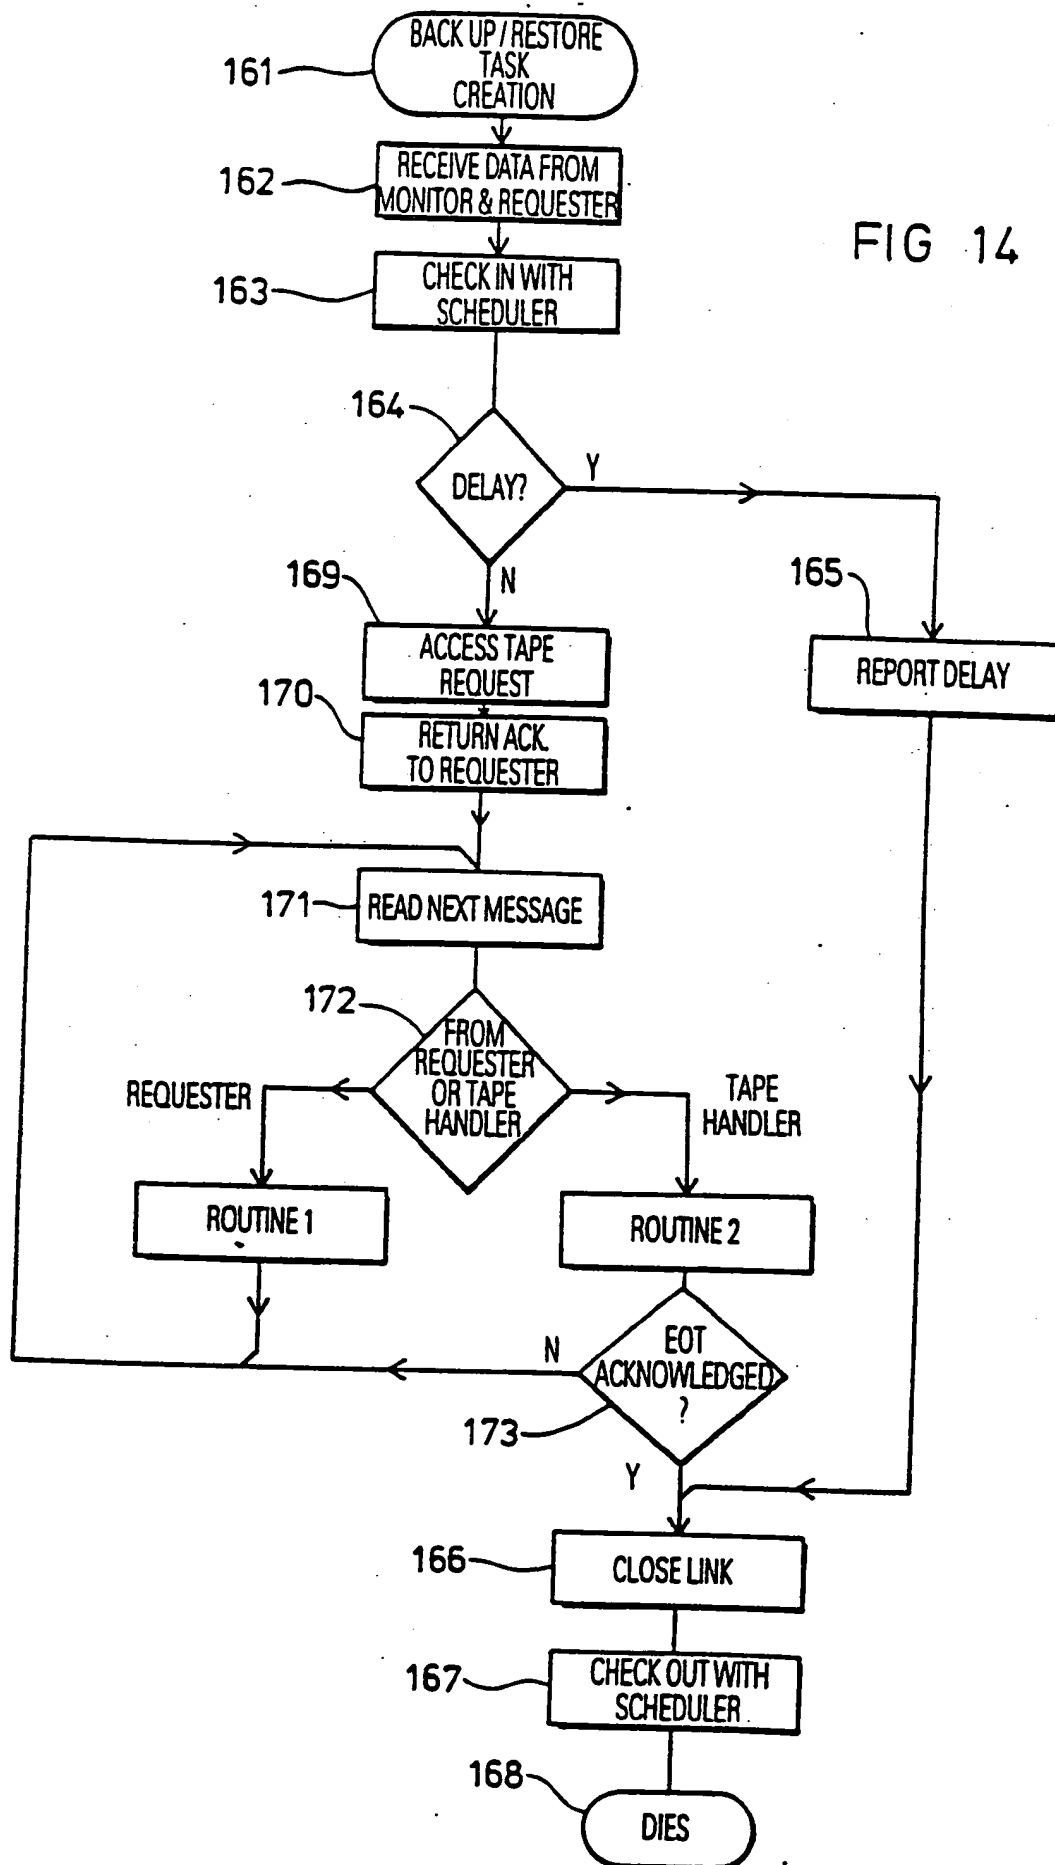 BACK UP / RESTORE
TASK
CREATION
161
RECEIVE DATA FROM
MONITOR & REQUESTER
162
FIG 14
CHECK IN WITH
SCHEDULER
163
164
DELAY?
Y
N
169
165
ACCESS TAPE
REQUEST
REPORT DELAY
170
RETURN ACK.
TO REQUESTER
171
READ NEXT MESSAGE
172
FROM
REQUESTER
OR TAPE
HANDLER
REQUESTER
TAPE
HANDLER
ROUTINE 1
ROUTINE 2
EOT
ACKNOWLEDGED
?
N
173
Y
166
CLOSE LINK
167
CHECK OUT WITH
SCHEDULER
168
DIES